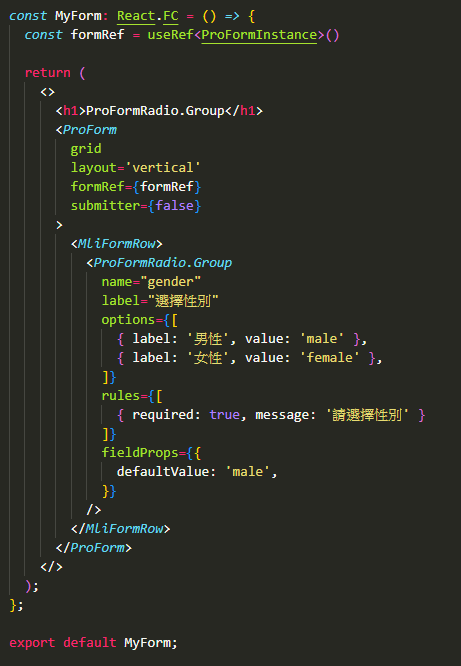 const MyForm: React.FC = () => {
  const formRef = useRef<ProFormInstance>()

  return (
    <>
      <h1>ProFormRadio.Group</h1>
      <ProForm
        grid
        layout='vertical'
        formRef={formRef}
        submitter={false}
      >
        <MliFormRow>
          <ProFormRadio.Group
            name="gender"
            label="選擇性別"
            options={[
              { label: '男性', value: 'male' },
              { label: '女性', value: 'female' },
            ]}
            rules={[
              { required: true, message: '請選擇性別' }
            ]}
            fieldProps={{
              defaultValue: 'male',
            }}
          />
        </MliFormRow>
      </ProForm>
    </>
  );
};

export default MyForm;